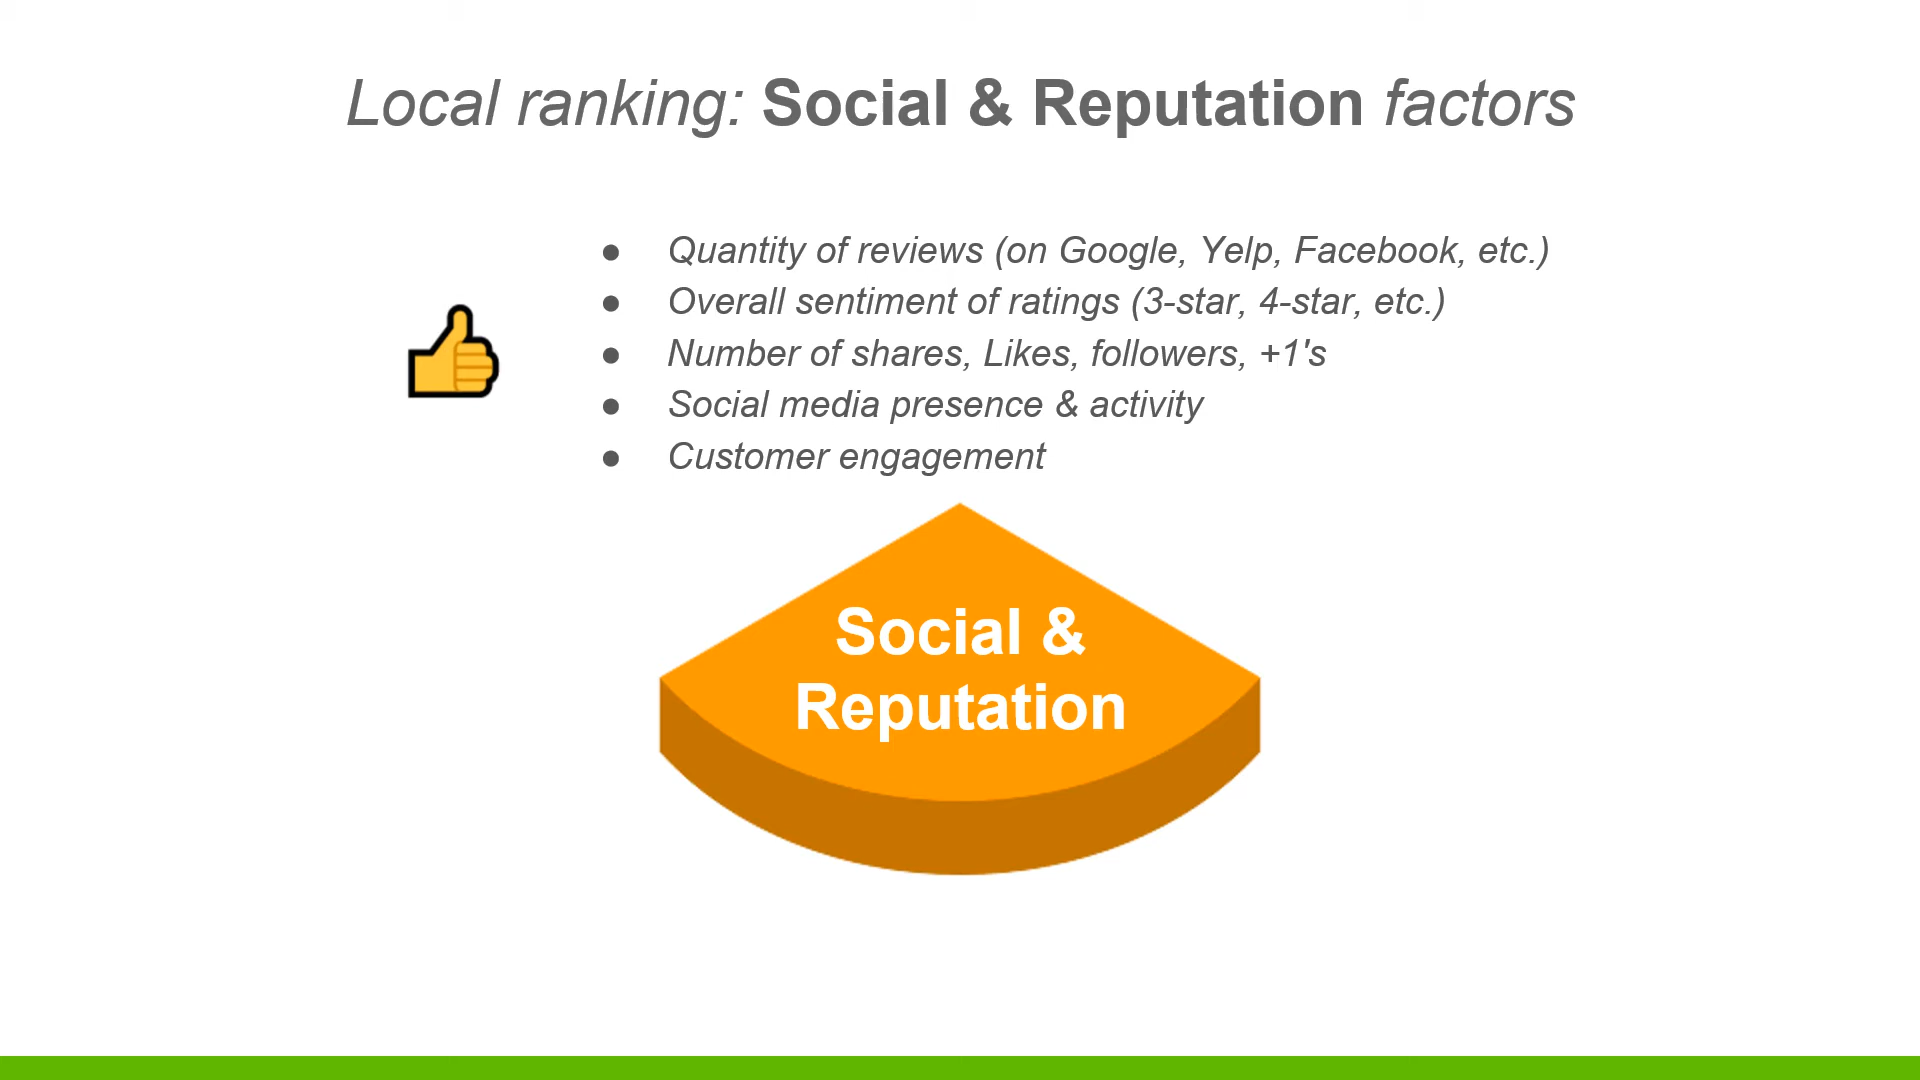 Local ranking: Social & Reputation factors
● Quantity of reviews (on Google, Yelp, Facebook, etc.)
● Overall sentiment of ratings (3-star, 4-star, etc.)
● Number of shares, Likes, followers, +1's
● Social media presence & activity
● Customer engagement
Social &
Reputation